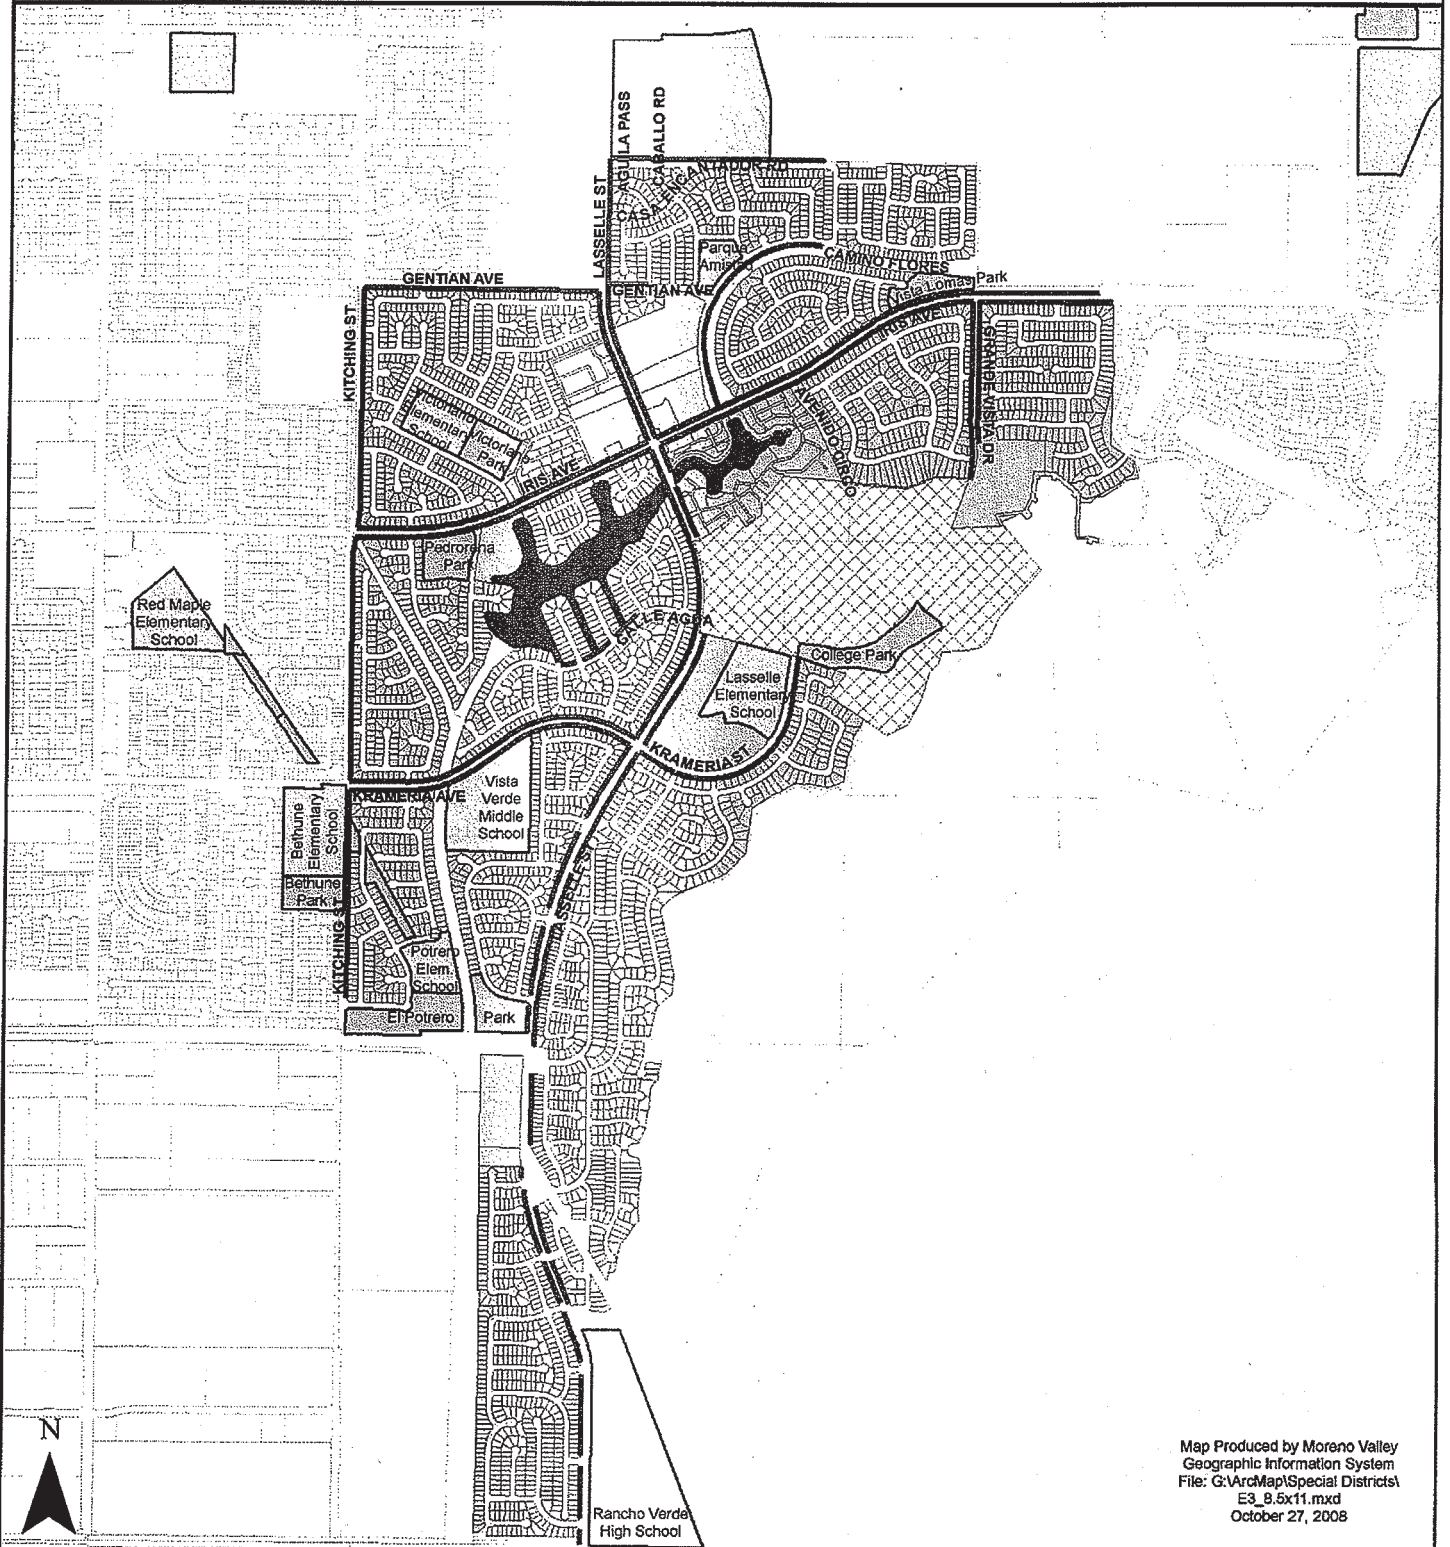 AGUILA PASS
CABALLO RD
CASA ENCANTADOR RD
LASSELLE ST
Parque
Amistad
CAMINO FLORES
GENTIAN AVE
GENTIAN AVE
Vista Lomas Park
IRIS AVE
KITCHING ST
GRANDE VISTA DR
Victoriano
Elementary
School
Victoriano
Park
AVENIDO CIRCO
IRIS AVE
Pedrorena
Park
Red Maple
Elementary
School
CALLE AGUA
College Park
Lasselle
Elementary
School
KRAMERIA ST
KRAMERIA AVE
Vista
Verde
Middle
School
Bethune
Elementary
School
Bethune
Park
LASSELLE ST
KITCHING ST
Potrero
Elem.
School
El Potrero
Park
N
Rancho Verde
High School
Map Produced by Moreno Valley
Geographic Information System
File: G:\ArcMap\Special Districts\
E3_8.5x11.mxd
October 27, 2008